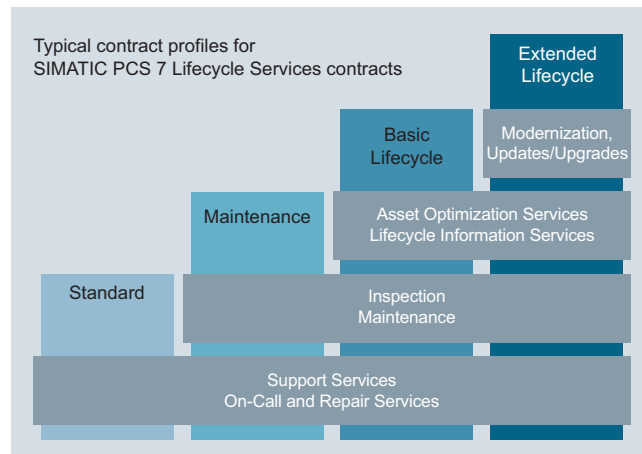 Typical contract profiles for
SIMATIC PCS 7 Lifecycle Services contracts
Extended
Lifecycle
Basic
Lifecycle
Modernization,
Updates/Upgrades
Maintenance
Asset Optimization Services
Lifecycle Information Services
Standard
Inspection
Maintenance
Support Services
On-Call and Repair Services